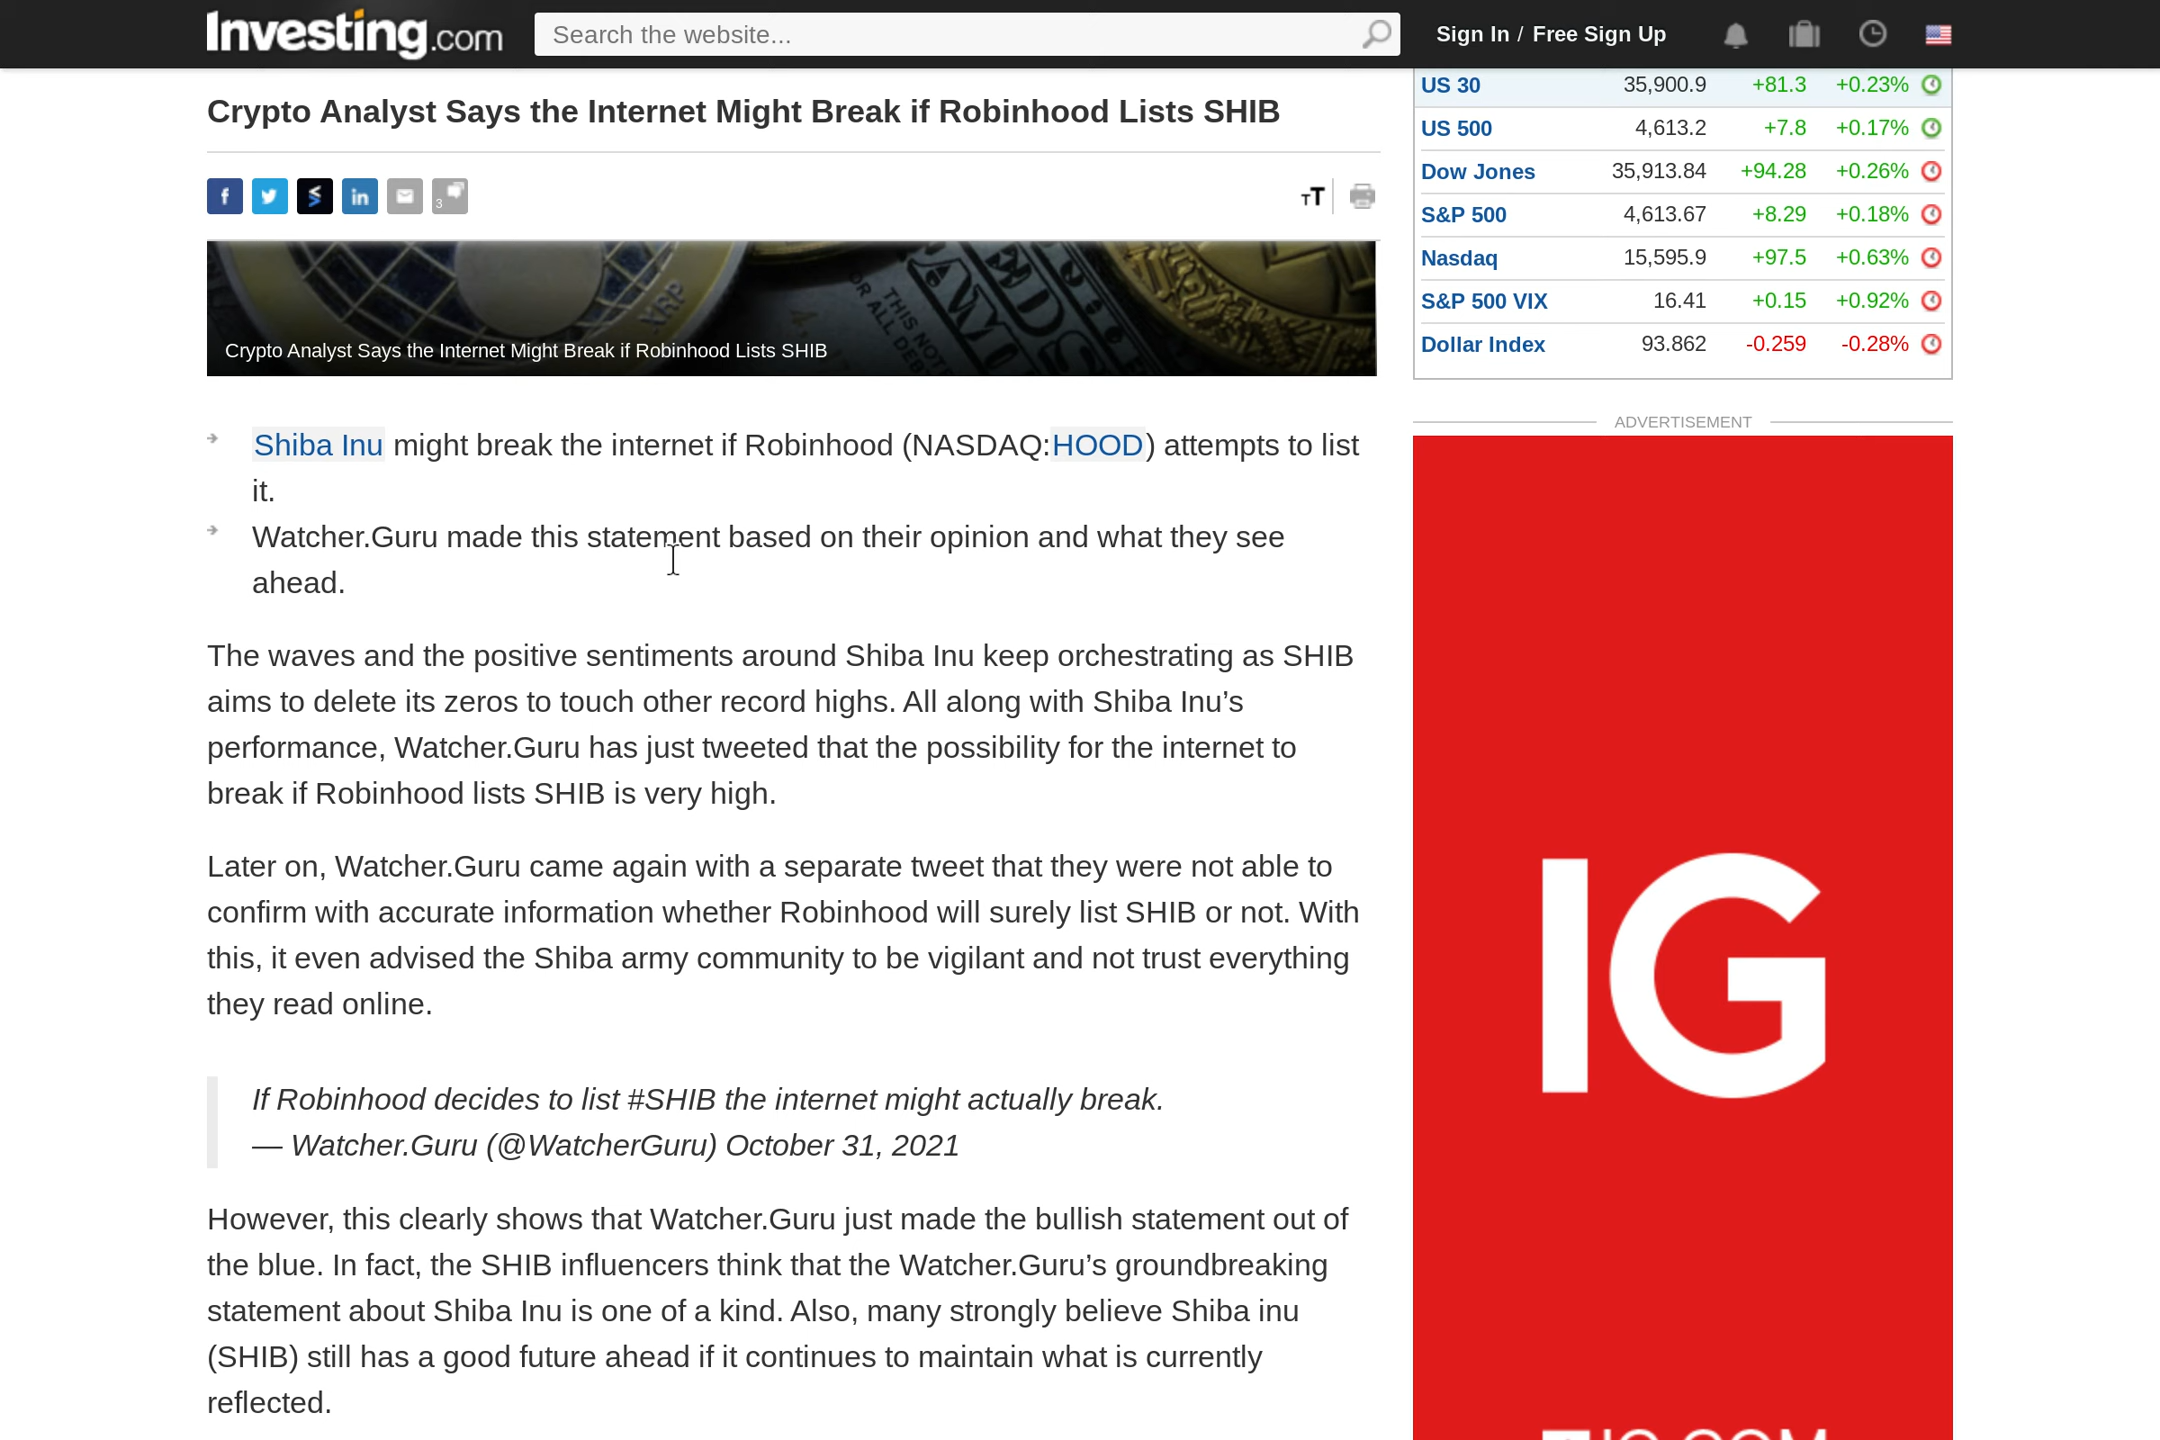 Investing.com
Search the website...
Sign In / Free Sign Up
Crypto Analyst Says the Internet Might Break if Robinhood Lists SHIB
3
TT
XRP
THIS NOTE
Crypto Analyst Says the Internet Might Break if Robinhood Lists SHIB
Shiba Inu might break the internet if Robinhood (NASDAQ:HOOD) attempts to list
it.
Watcher.Guru made this statement based on their opinion and what they see
ahead.
The waves and the positive sentiments around Shiba Inu keep orchestrating as SHIB
aims to delete its zeros to touch other record highs. All along with Shiba Inu’s
performance, Watcher.Guru has just tweeted that the possibility for the internet to
break if Robinhood lists SHIB is very high.
Later on, Watcher.Guru came again with a separate tweet that they were not able to
confirm with accurate information whether Robinhood will surely list SHIB or not. With
this, it even advised the Shiba army community to be vigilant and not trust everything
they read online.
If Robinhood decides to list #SHIB the internet might actually break.
— Watcher.Guru (@WatcherGuru) October 31, 2021
However, this clearly shows that Watcher.Guru just made the bullish statement out of
the blue. In fact, the SHIB influencers think that the Watcher.Guru’s groundbreaking
statement about Shiba Inu is one of a kind. Also, many strongly believe Shiba inu
(SHIB) still has a good future ahead if it continues to maintain what is currently
reflected.
US 30 35,900.9 +81.3 +0.23%
US 500 4,613.2 +7.8 +0.17%
Dow Jones 35,913.84 +94.28 +0.26%
S&P 500 4,613.67 +8.29 +0.18%
Nasdaq 15,595.9 +97.5 +0.63%
S&P 500 VIX 16.41 +0.15 +0.92%
Dollar Index 93.862 -0.259 -0.28%
ADVERTISEMENT
IG